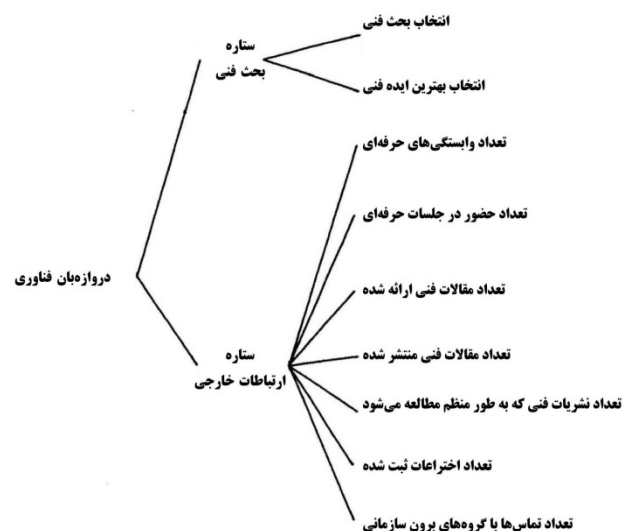 انتخاب بحث فنی
ستاره
بحث فنی
انتخاب بهترین ایده فنی
تعداد وابستگی‌های حرفه‌ای
تعداد حضور در جلسات حرفه‌ای
دروازه‌بان فناوری
تعداد مقالات فنی ارائه شده
ستاره
ارتباطات خارجی
تعداد مقالات فنی منتشر شده
تعداد نشریات فنی که به طور منظم مطالعه می‌شود
تعداد اختراعات ثبت شده
تعداد تماس‌ها با گروه‌های برون سازمانی